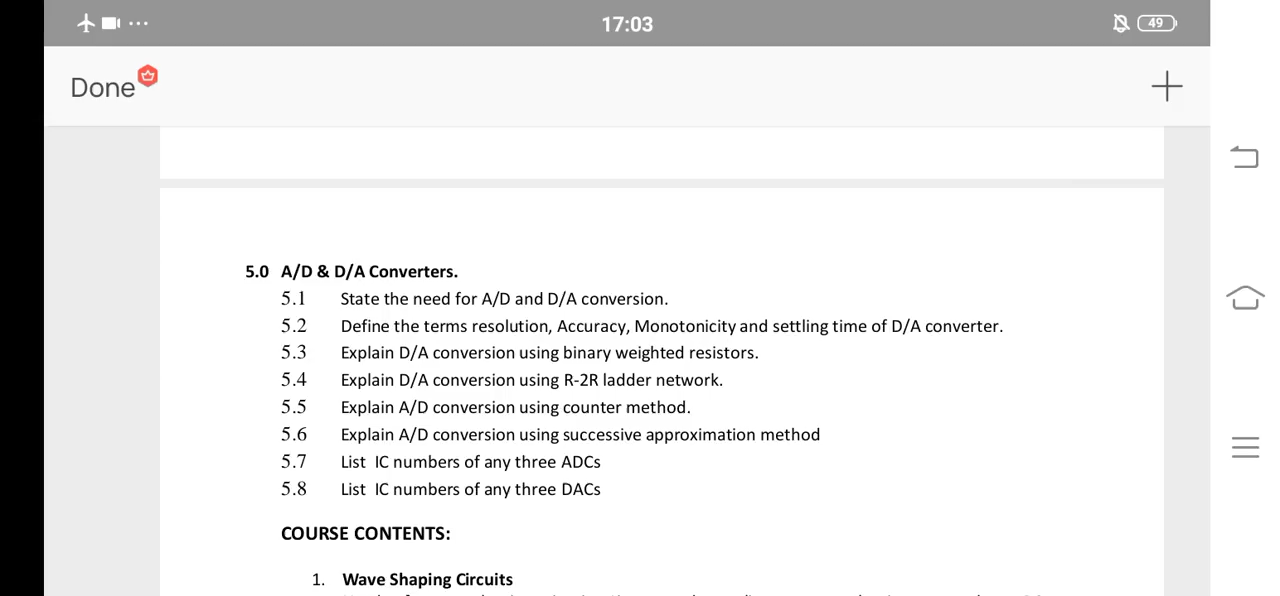 17:03
49
Done
5.0 A/D & D/A Converters.
5.1 State the need for A/D and D/A conversion.
5.2 Define the terms resolution, Accuracy, Monotonicity and settling time of D/A converter.
5.3 Explain D/A conversion using binary weighted resistors.
5.4 Explain D/A conversion using R-2R ladder network.
5.5 Explain A/D conversion using counter method.
5.6 Explain A/D conversion using successive approximation method
5.7 List IC numbers of any three ADCs
5.8 List IC numbers of any three DACs
COURSE CONTENTS:
1. Wave Shaping Circuits